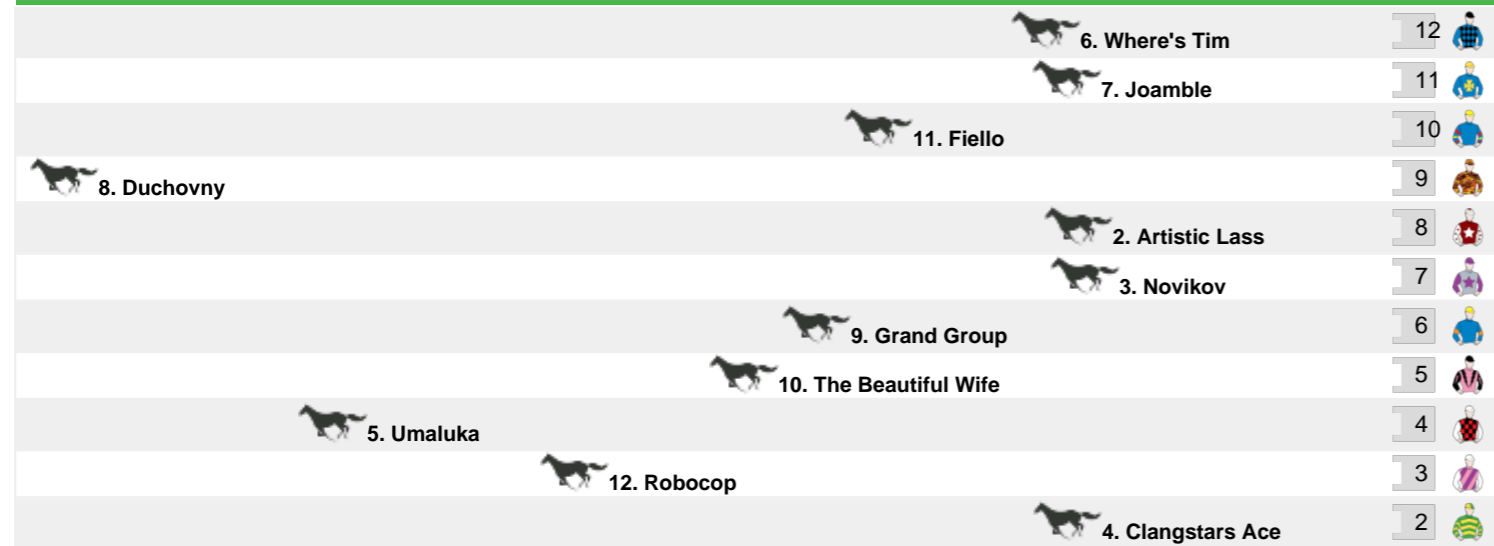 6. Where's Tim 12
7. Joamble 11
11. Fiello 10
8. Duchovny 9
2. Artistic Lass 8
3. Novikov 7
9. Grand Group 6
10. The Beautiful Wife 5
5. Umaluka 4
12. Robocop 3
4. Clangstars Ace 2